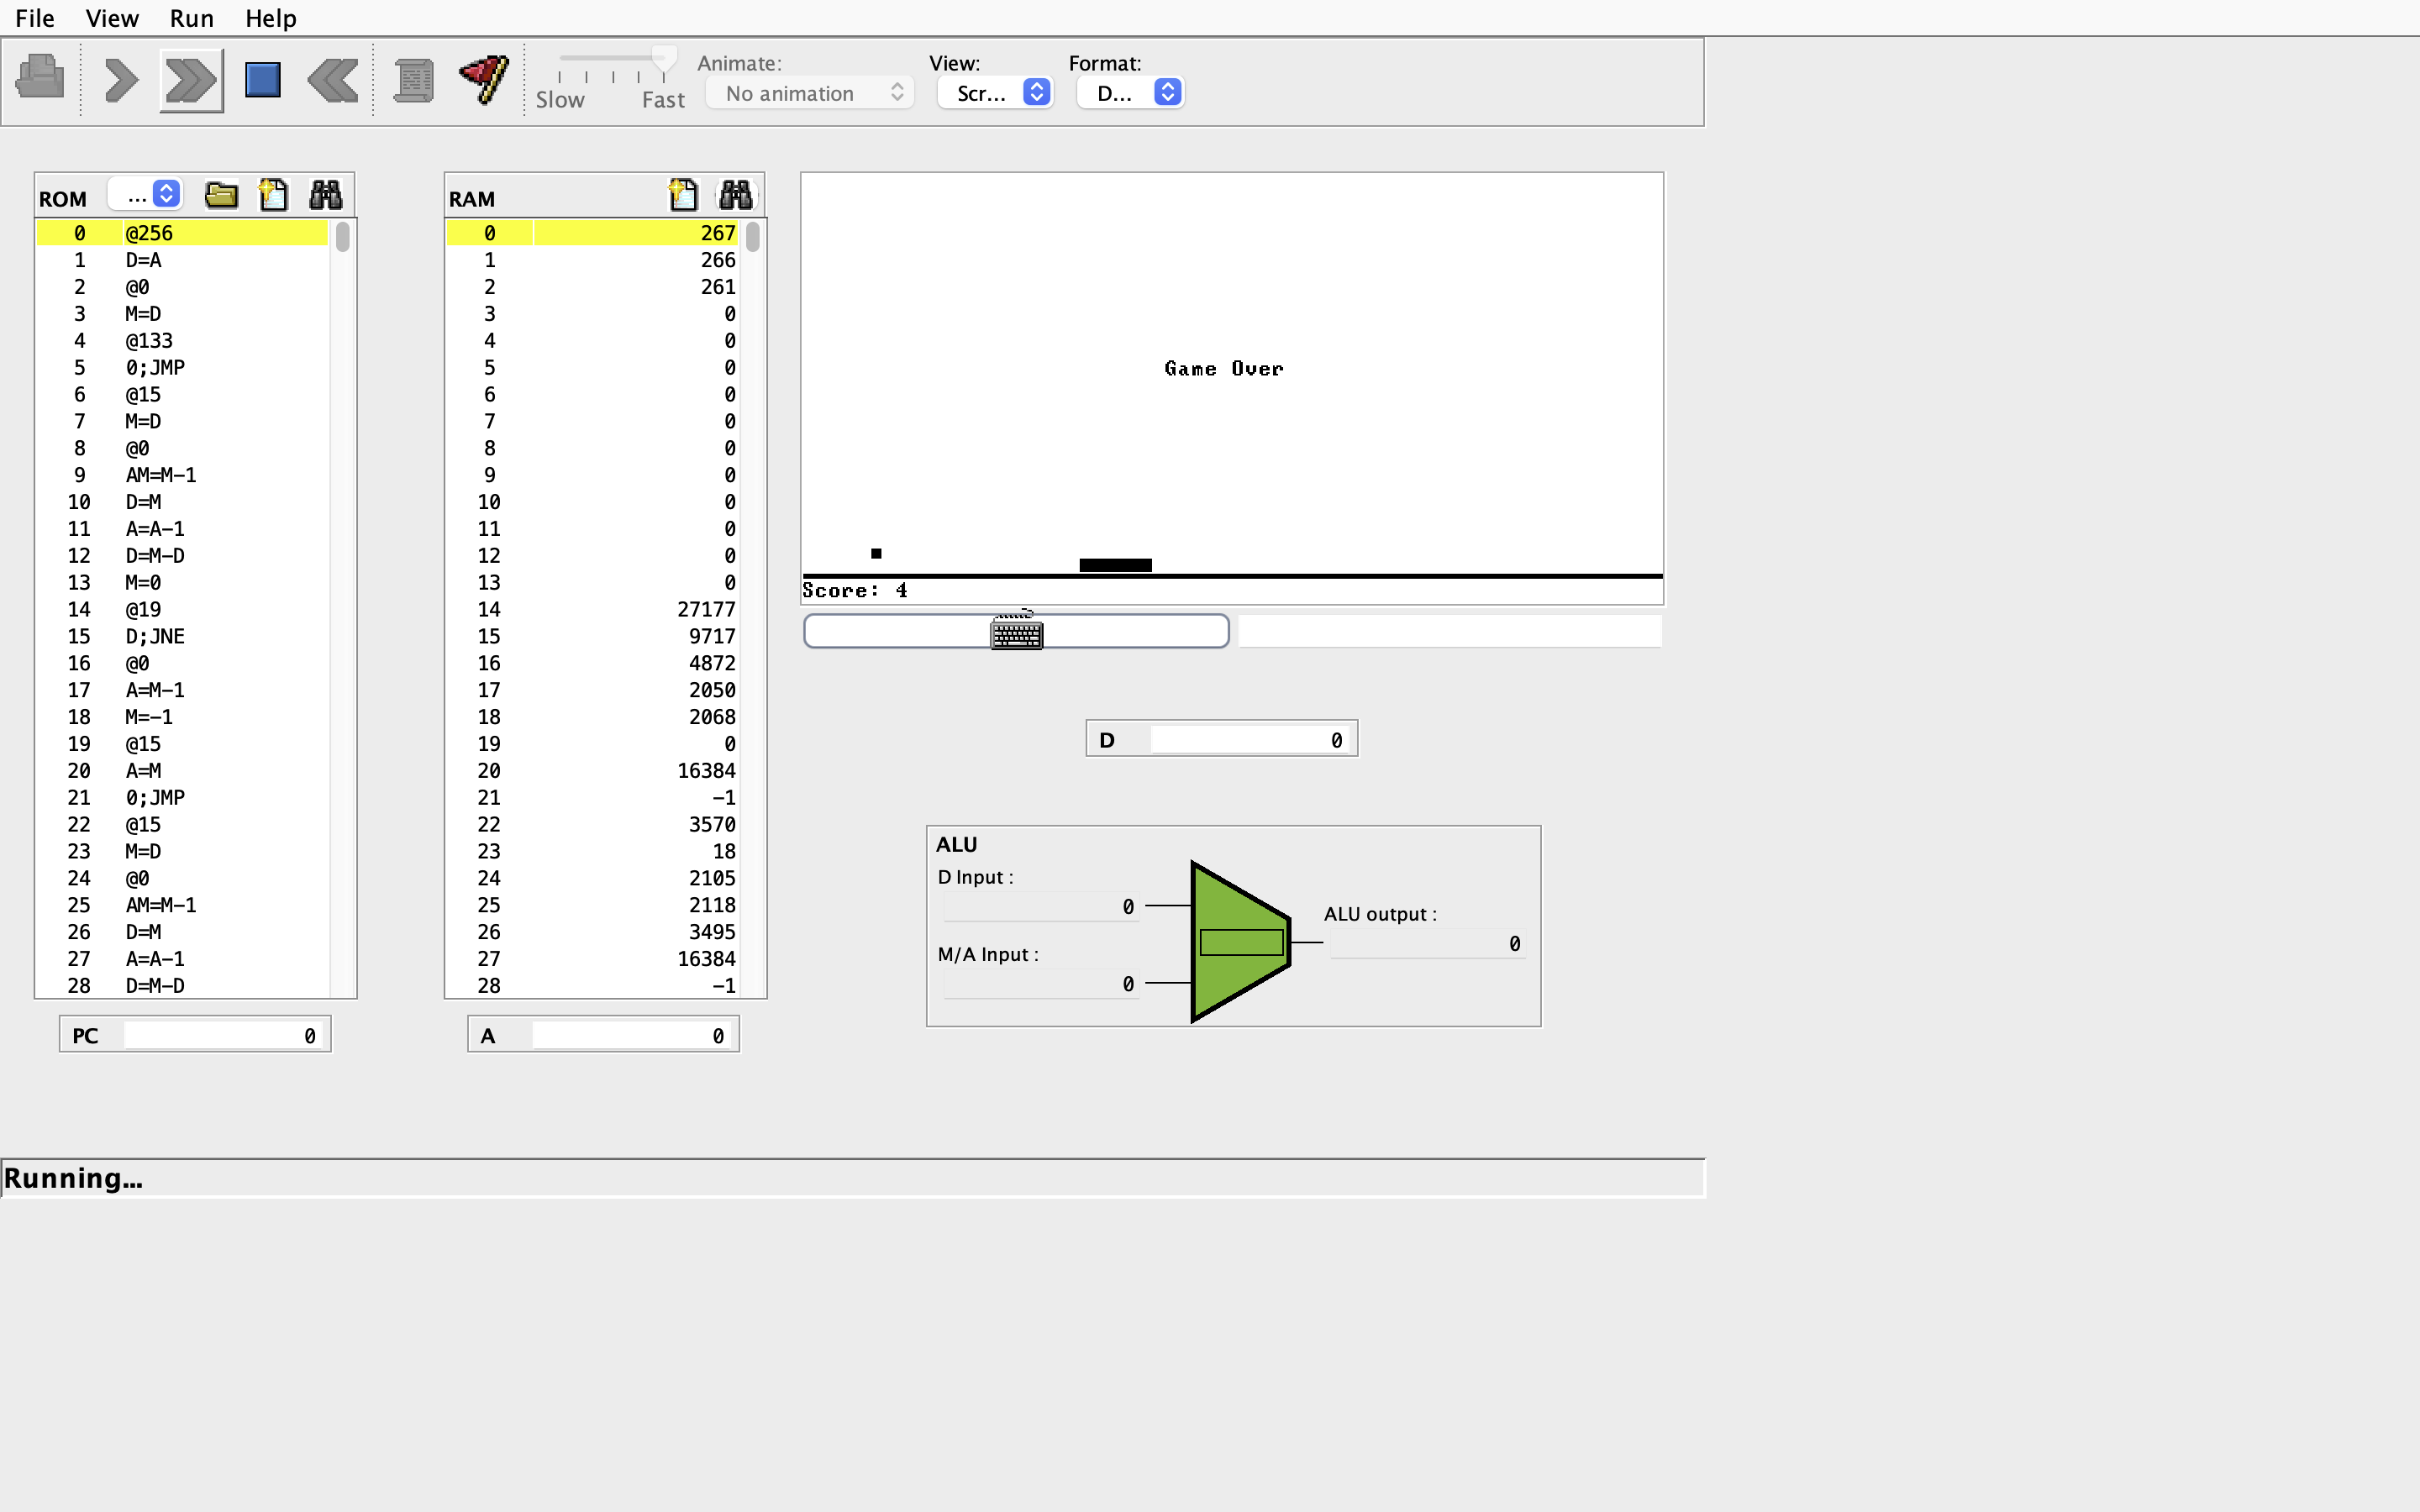 File View Run Help
Animate:
View:
Format:
Slow Fast
No animation
Scr...
D...
ROM
...
0 @256
1 D=A
2 @0
3 M=D
4 @133
5 0;JMP
6 @15
7 M=D
8 @0
9 AM=M-1
10 D=M
11 A=A-1
12 D=M-D
13 M=0
14 @19
15 D;JNE
16 @0
17 A=M-1
18 M=-1
19 @15
20 A=M
21 0;JMP
22 @15
23 M=D
24 @0
25 AM=M-1
26 D=M
27 A=A-1
28 D=M-D
PC 0
RAM
0 267
1 266
2 261
3 0
4 0
5 0
6 0
7 0
8 0
9 0
10 0
11 0
12 0
13 0
14 27177
15 9717
16 4872
17 2050
18 2068
19 0
20 16384
21 -1
22 3570
23 18
24 2105
25 2118
26 3495
27 16384
28 -1
A 0
Game Over
Score: 4
D 0
ALU
D Input :
0
M/A Input :
0
ALU output :
0
Running...